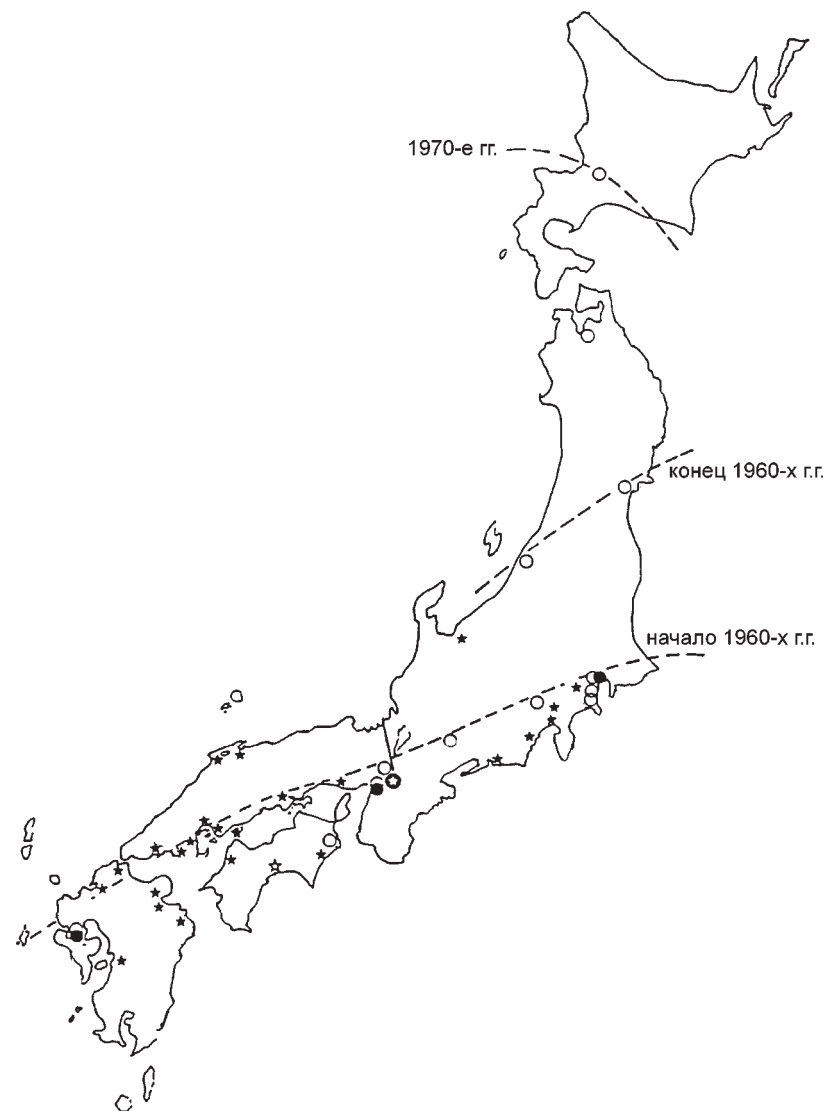 1970-е гг.
конец 1960-х г.г.
начало 1960-х г.г.